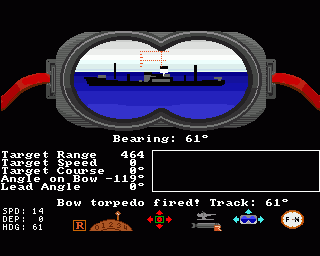 Bearing: 61°
Target Range 464
Target Speed 0
Target Course 0°
Angle on Bow -119°
Lead Angle 0°
Bow torpedo fired! Track: 61°
SPD: 14
DEP: 0
HDG: 61
R
F-N